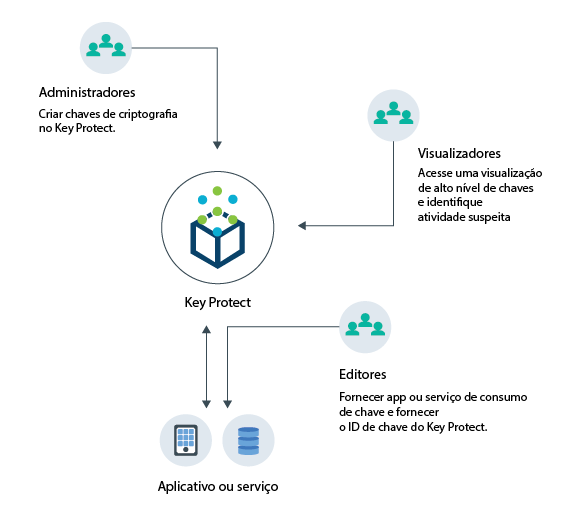 Administradores
Criar chaves de criptografia
no Key Protect.
Visualizadores
Acesse uma visualização
de alto nível de chaves
e identifique
atividade suspeita
Key Protect
Editores
Fornecer app ou serviço de consumo
de chave e fornecer
o ID de chave do Key Protect.
Aplicativo ou serviço